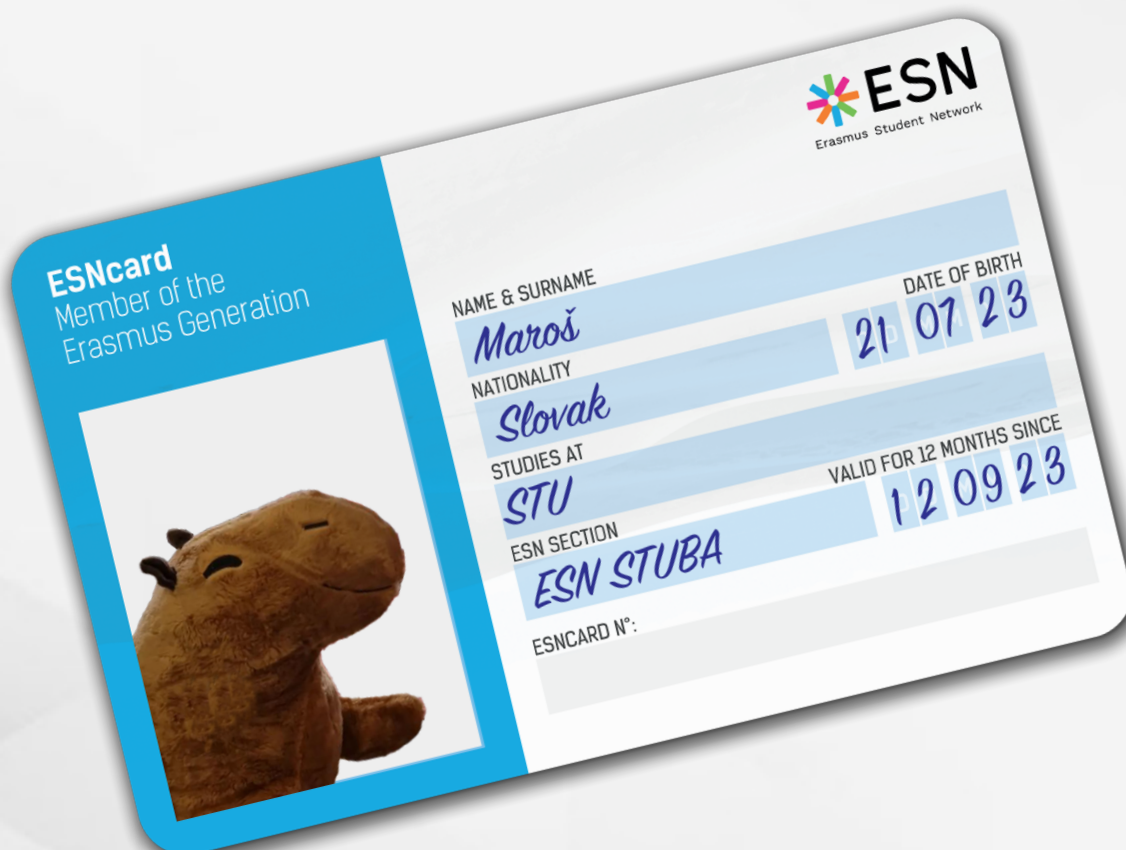 ESN
Erasmus Student Network
ESNcard
Member of the
Erasmus Generation
NAME & SURNAME
Maroš
DATE OF BIRTH
21 07 23
NATIONALITY
Slovak
STUDIES AT
STU
VALID FOR 12 MONTHS SINCE
12 09 23
ESN SECTION
ESN STUBA
ESNCARD N°: